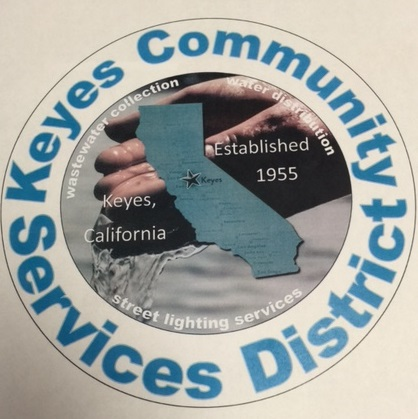 Keyes Community
Services District
wastewater collection
water distribution
Established
1955
Keyes
Keyes,
California
street lighting services